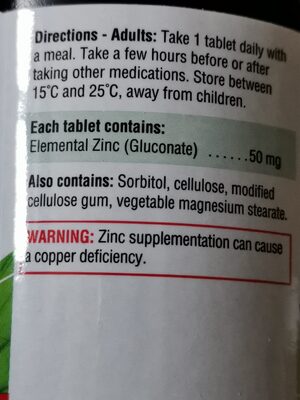 Directions - Adults: Take 1 tablet daily with
a meal. Take a few hours before or after
taking other medications. Store between
15°C and 25°C, away from children.
Each tablet contains:
Elemental Zinc (Gluconate) ......50 mg
Also contains: Sorbitol, cellulose, modified
cellulose gum, vegetable magnesium stearate.
WARNING: Zinc supplementation can cause
a copper deficiency.